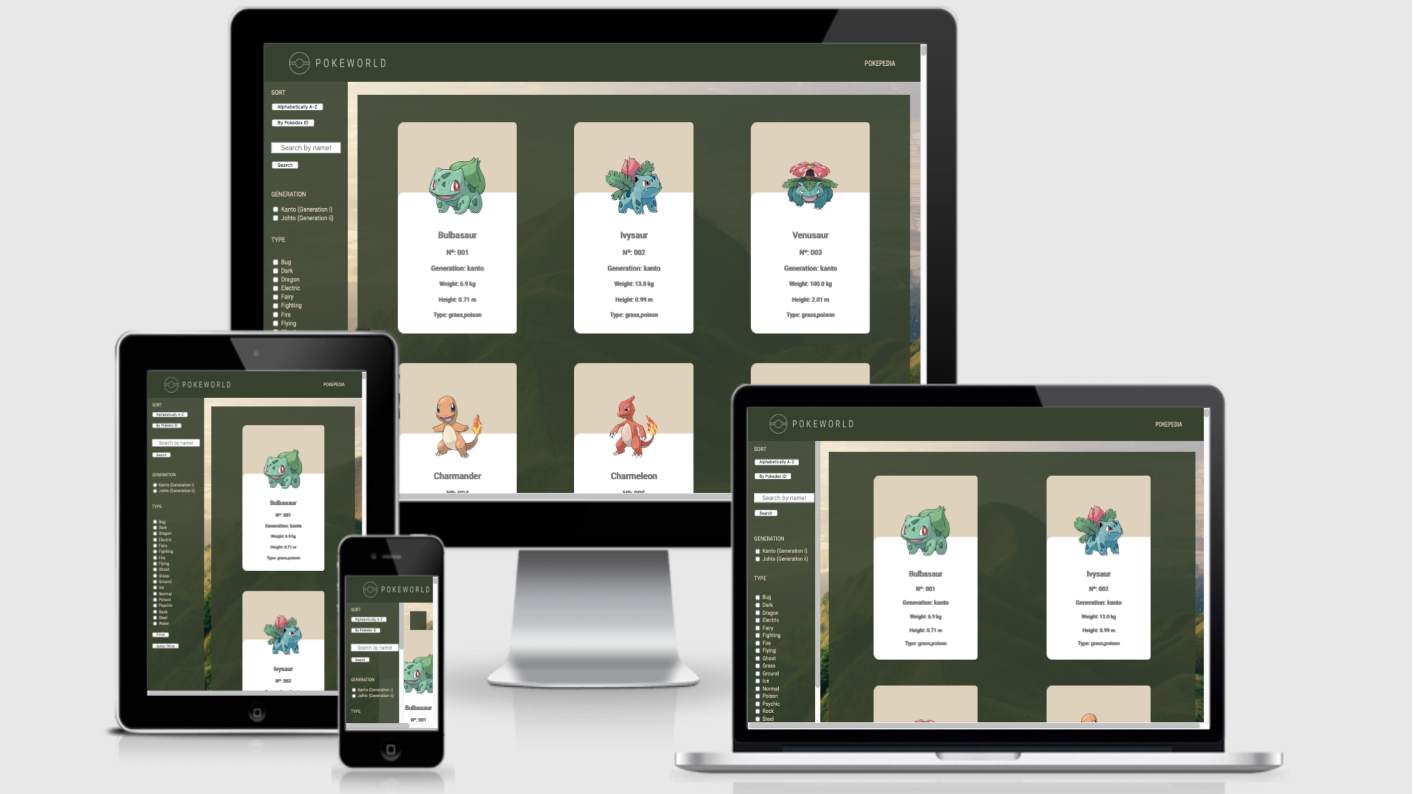 POKEWORLD
POKEPEDIA
SORT
Alphabetically A-Z
By Pokedex ID
Search by name!
Search
GENERATION
Kanto (Generation i)
Johto (Generation ii)
TYPE
Bug
Dark
Dragon
Electric
Fairy
Fighting
Fire
Flying
Bulbasaur
Nº: 001
Generation: kanto
Weight: 6.9 kg
Height: 0.71 m
Type: grass,poison
Ivysaur
Nº: 002
Generation: kanto
Weight: 13.0 kg
Height: 0.99 m
Type: grass,poison
Venusaur
Nº: 003
Generation: kanto
Weight: 100.0 kg
Height: 2.01 m
Type: grass,poison
Charmander
Charmeleon
POKEWORLD
POKEPEDIA
SORT
Alphabetically A-Z
By Pokedex ID
Search by name!
Search
GENERATION
Kanto (Generation i)
Johto (Generation ii)
TYPE
Bug
Dark
Dragon
Electric
Fairy
Fighting
Fire
Flying
Ghost
Grass
Ground
Ice
Normal
Poison
Psychic
Rock
Steel
Water
Bulbasaur
Nº: 001
Generation: kanto
Weight: 6.9 kg
Height: 0.71 m
Type: grass,poison
Ivysaur
Nº: 002
POKEWORLD
SORT
Alphabetically A-Z
By Pokedex ID
Search by name!
Search
GENERATION
Kanto (Generation i)
Johto (Generation ii)
TYPE
Bulbasaur
Nº: 001
POKEWORLD
POKEPEDIA
SORT
Alphabetically A-Z
By Pokedex ID
Search by name!
Search
GENERATION
Kanto (Generation i)
Johto (Generation ii)
TYPE
Bug
Dark
Dragon
Electric
Fairy
Fighting
Fire
Flying
Ghost
Grass
Ground
Ice
Normal
Poison
Psychic
Rock
Steel
Bulbasaur
Nº: 001
Generation: kanto
Weight: 6.9 kg
Height: 0.71 m
Type: grass,poison
Ivysaur
Nº: 002
Generation: kanto
Weight: 13.0 kg
Height: 0.99 m
Type: grass,poison